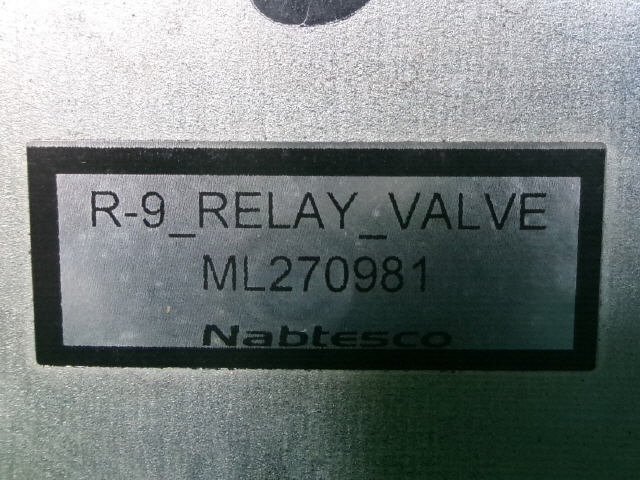 R-9_RELAY_VALVE
ML270981
Nabtesco